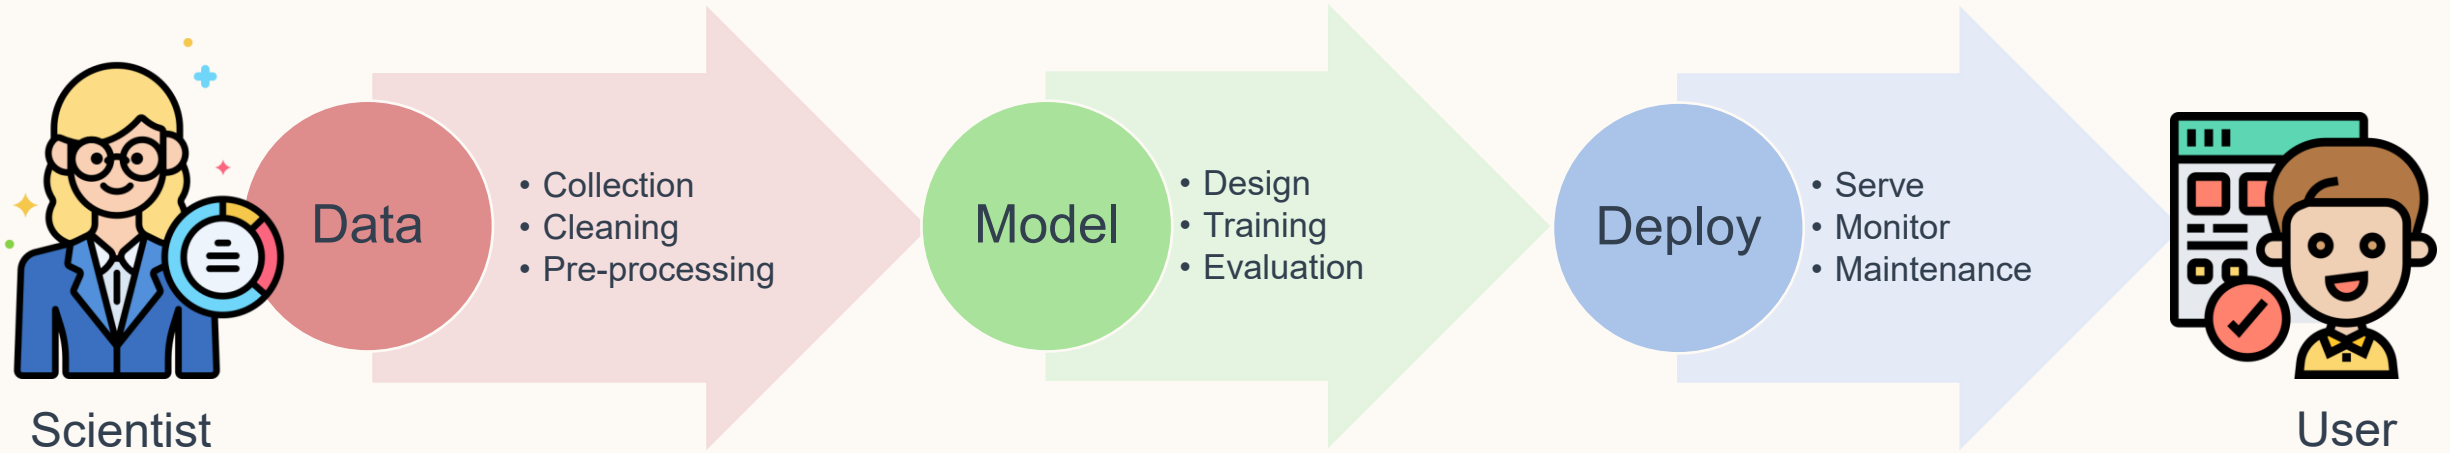 Data
• Collection
• Cleaning
• Pre-processing
Model
• Design
• Training
• Evaluation
Deploy
• Serve
• Monitor
• Maintenance
Scientist
User